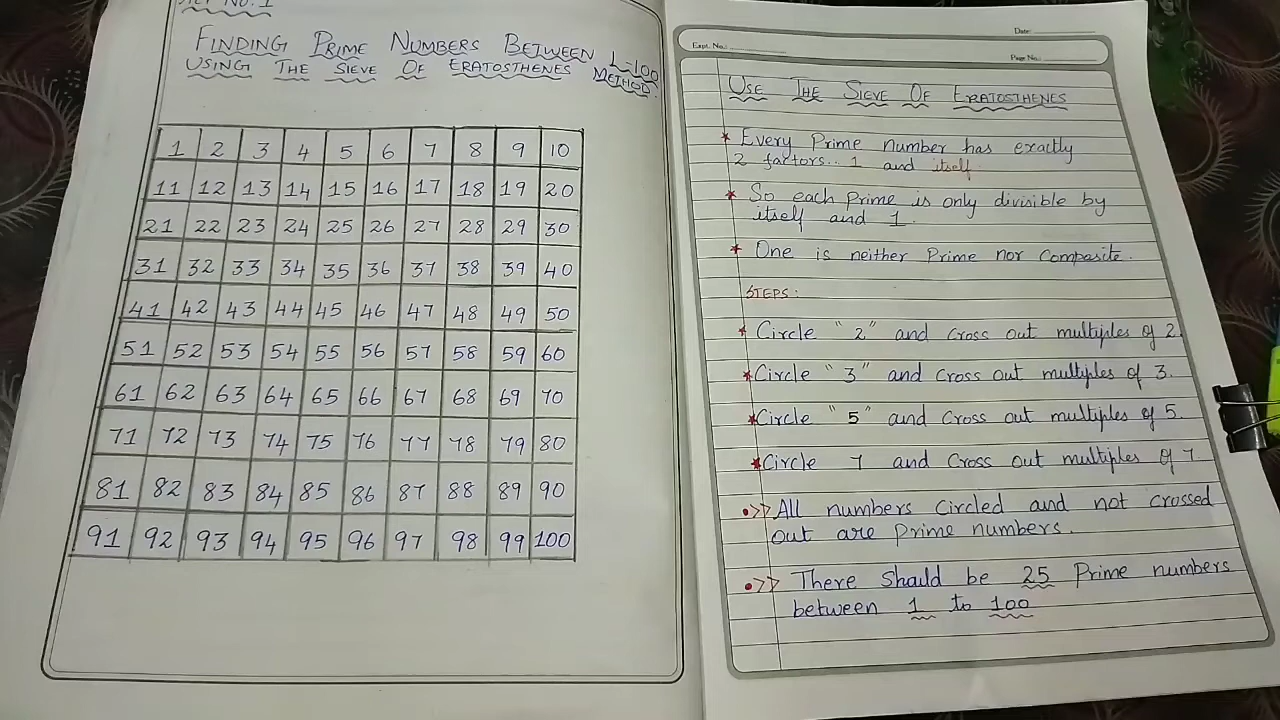 FINDING PRIME NUMBERS BETWEEN 1-100
USING THE SIEVE OF ERATOSTHENES METHOD.
1 2 3 4 5 6 7 8 9 10
11 12 13 14 15 16 17 18 19 20
21 22 23 24 25 26 27 28 29 30
31 32 33 34 35 36 37 38 39 40
41 42 43 44 45 46 47 48 49 50
51 52 53 54 55 56 57 58 59 60
61 62 63 64 65 66 67 68 69 70
71 72 73 74 75 76 77 78 79 80
81 82 83 84 85 86 87 88 89 90
91 92 93 94 95 96 97 98 99 100
Date:
Expt. No.:
Page No.:
USE THE SIEVE OF ERATOSTHENES
* Every Prime number has exactly
2 factors... 1 and itself.
* So each Prime is only divisible by
itself and 1.
* One is neither Prime nor Composite.
STEPS:
* Circle "2" and cross out multiples of 2.
* Circle "3" and cross out multiples of 3.
* Circle "5" and cross out multiples of 5.
* Circle 7 and cross out multiples of 7.
•>> All numbers circled and not crossed
out are prime numbers.
•>> There should be 25 Prime numbers
between 1 to 100